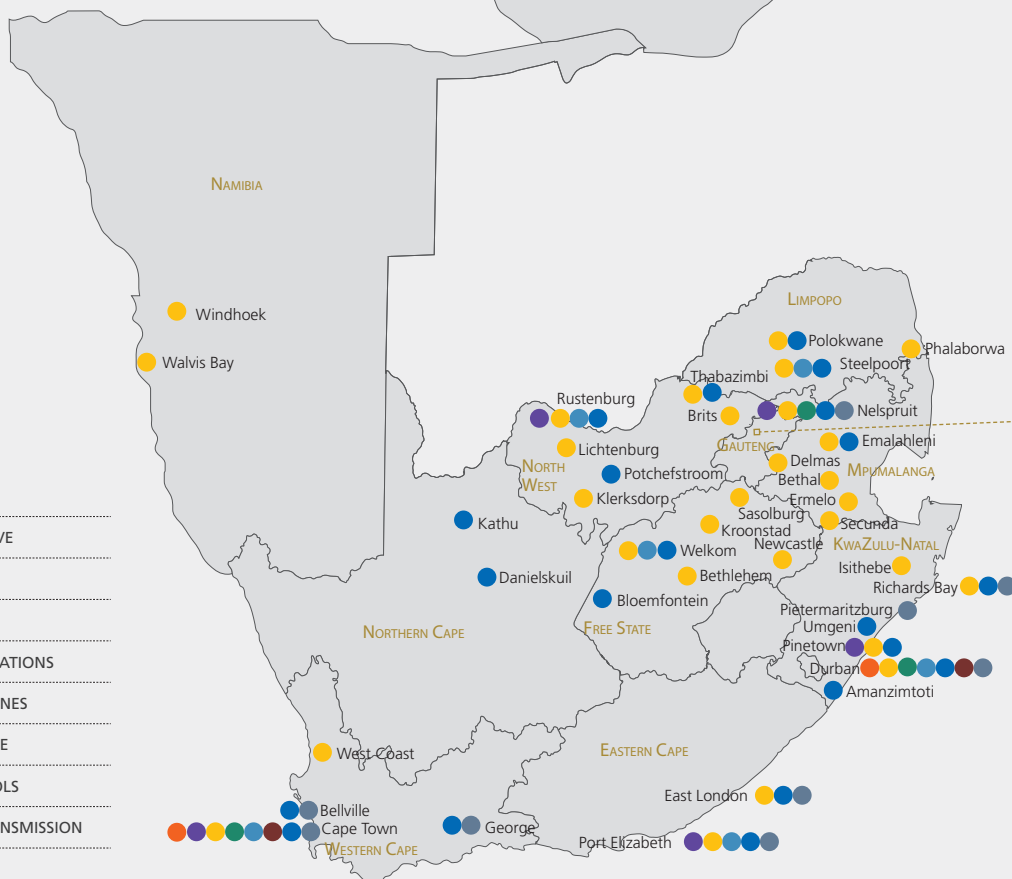 NAMIBIA
Windhoek
Walvis Bay
LIMPOPO
Polokwane
Phalaborwa
Steelpoort
Thabazimbi
Rustenburg
Brits
Nelspruit
GAUTENG
Emalahleni
Lichtenburg
Delmas
NORTH
WEST
Potchefstroom
MPUMALANGA
Bethal
Klerksdorp
Ermelo
Sasolburg
Kathu
Secunda
Kroonstad
KWAZULU-NATAL
Newcastle
Welkom
Isithebe
Danielskuil
Bethlehem
Richards Bay
Bloemfontein
Pietermaritzburg
FREE STATE
Umgeni
NORTHERN CAPE
Pinetown
Durban
Amanzimtoti
EASTERN CAPE
West Coast
East London
Bellville
Cape Town
George
WESTERN CAPE
Port Elizabeth
VE
ATIONS
NES
E
OLS
NSMISSION